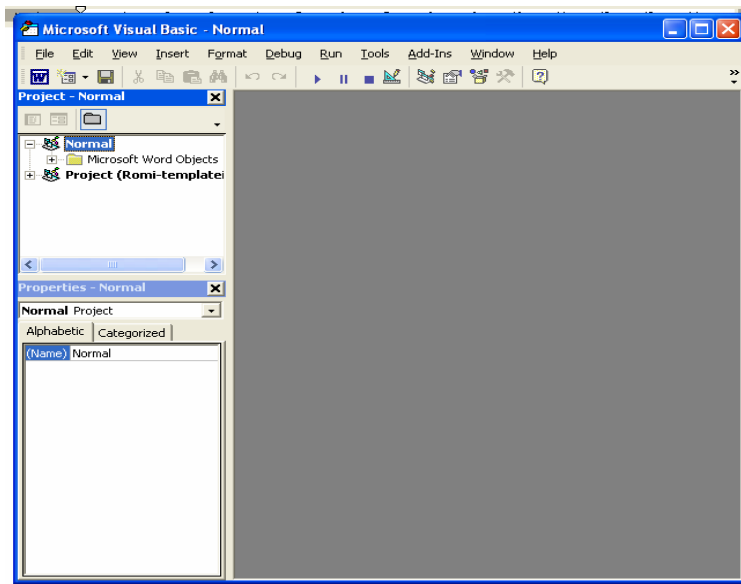 Microsoft Visual Basic - Normal
File Edit View Insert Format Debug Run Tools Add-Ins Window Help
Project - Normal
Normal
Microsoft Word Objects
Project (Romi-templatei
Properties - Normal
Normal Project
Alphabetic Categorized
(Name) Normal